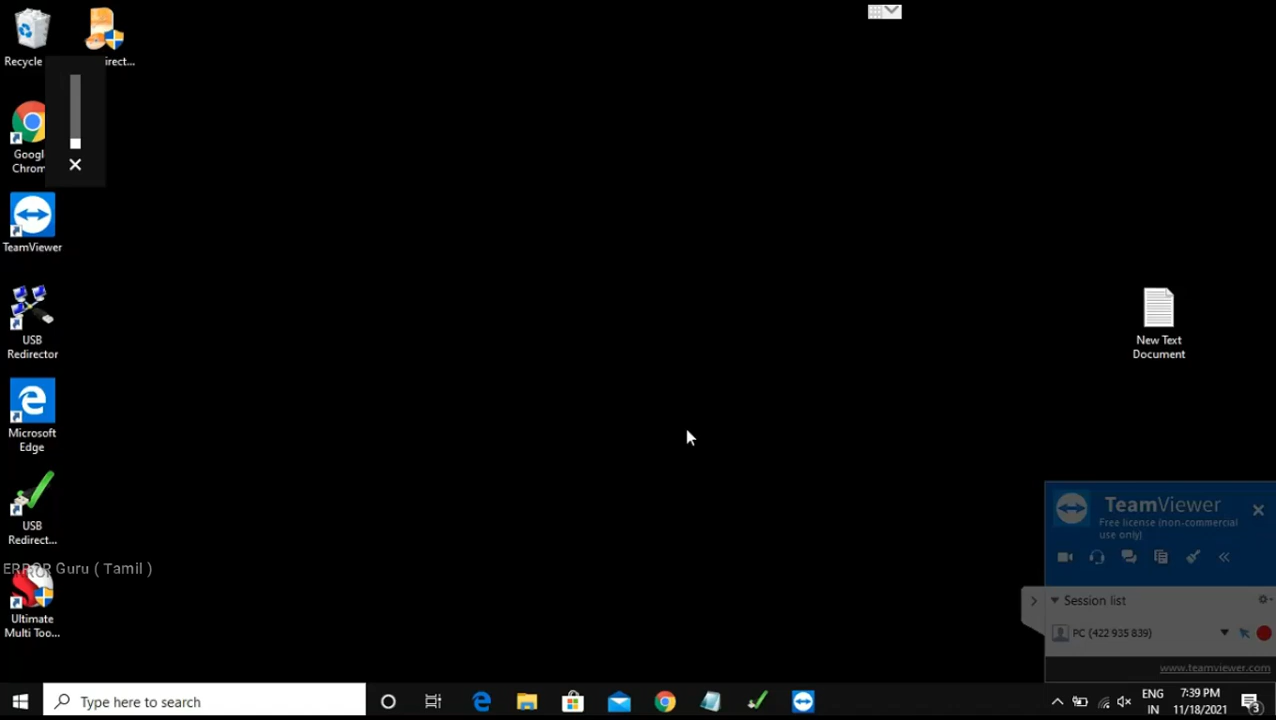 Recycle
irect...
Googl
Chrom
TeamViewer
USB
Redirector
Microsoft
Edge
USB
Redirect...
ERROR Guru ( Tamil )
Ultimate
Multi Too...
New Text
Document
TeamViewer
Free license (non-commercial
use only)
Session list
PC (422 935 839)
www.teamviewer.com
Type here to search
ENG
IN
7:39 PM
11/18/2021
3